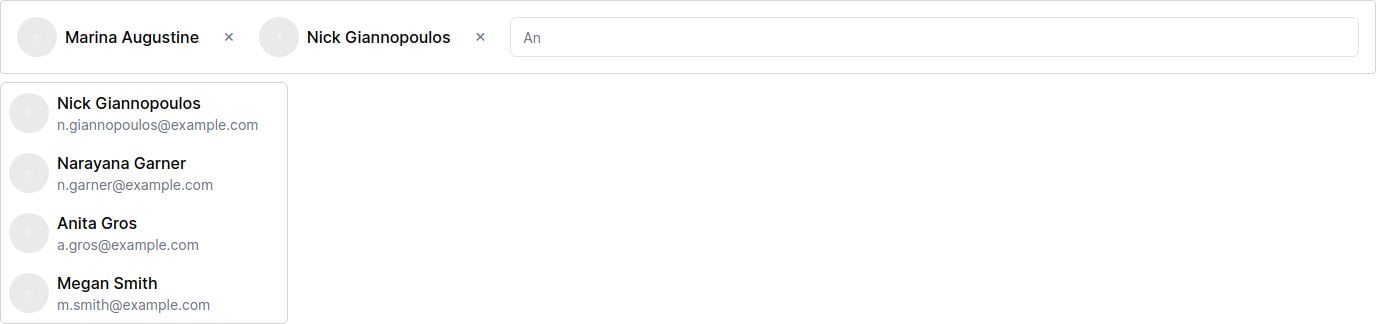 Marina Augustine × Nick Giannopoulos × An
Nick Giannopoulos
n.giannopoulos@example.com
Narayana Garner
n.garner@example.com
Anita Gros
a.gros@example.com
Megan Smith
m.smith@example.com